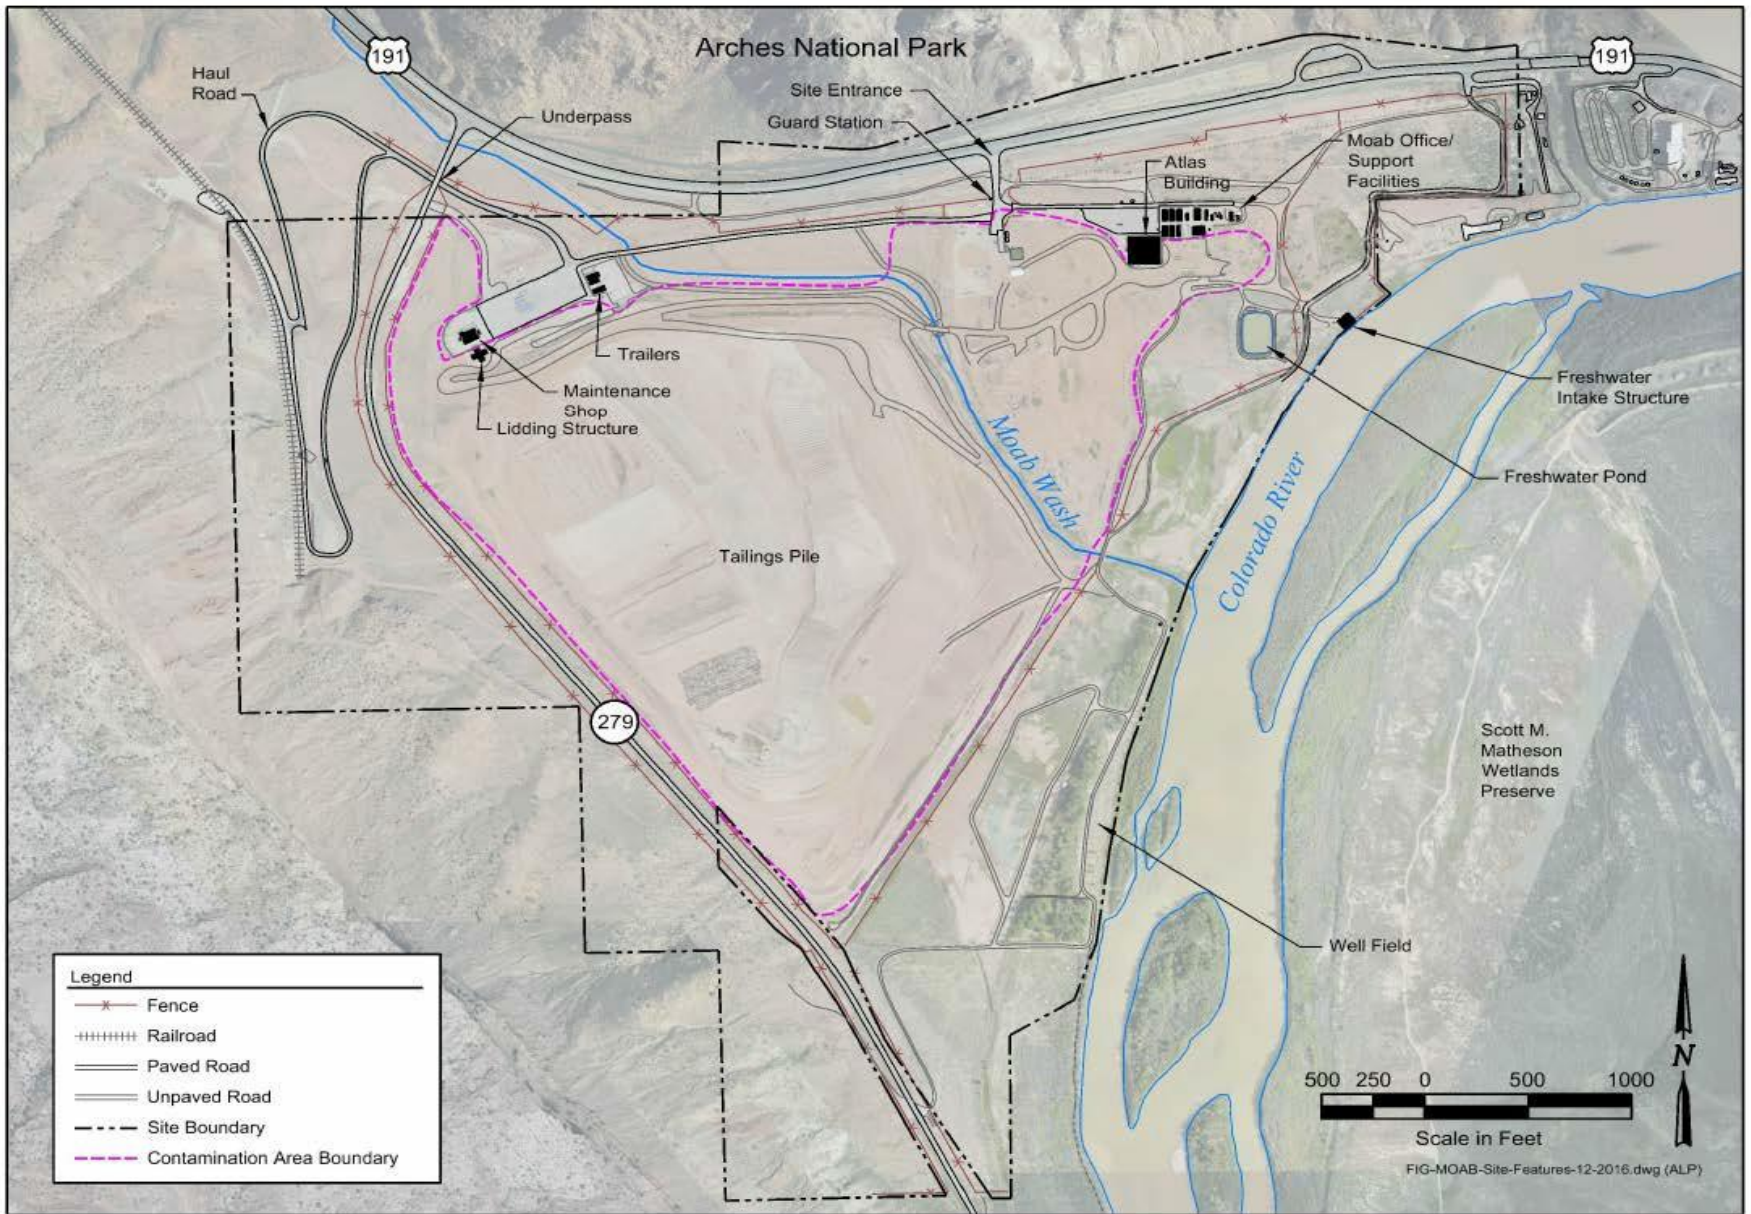 Arches National Park
191
191
Haul
Road
Underpass
Site Entrance
Guard Station
Atlas
Building
Moab Office/
Support
Facilities
Trailers
Maintenance
Shop
Lidding Structure
Freshwater
Intake Structure
Freshwater Pond
Moab Wash
Colorado River
Tailings Pile
279
Scott M.
Matheson
Wetlands
Preserve
Well Field
Legend
Fence
Railroad
Paved Road
Unpaved Road
Site Boundary
Contamination Area Boundary
N
500 250 0 500 1000
Scale in Feet
FIG-MOAB-Site-Features-12-2016.dwg (ALP)